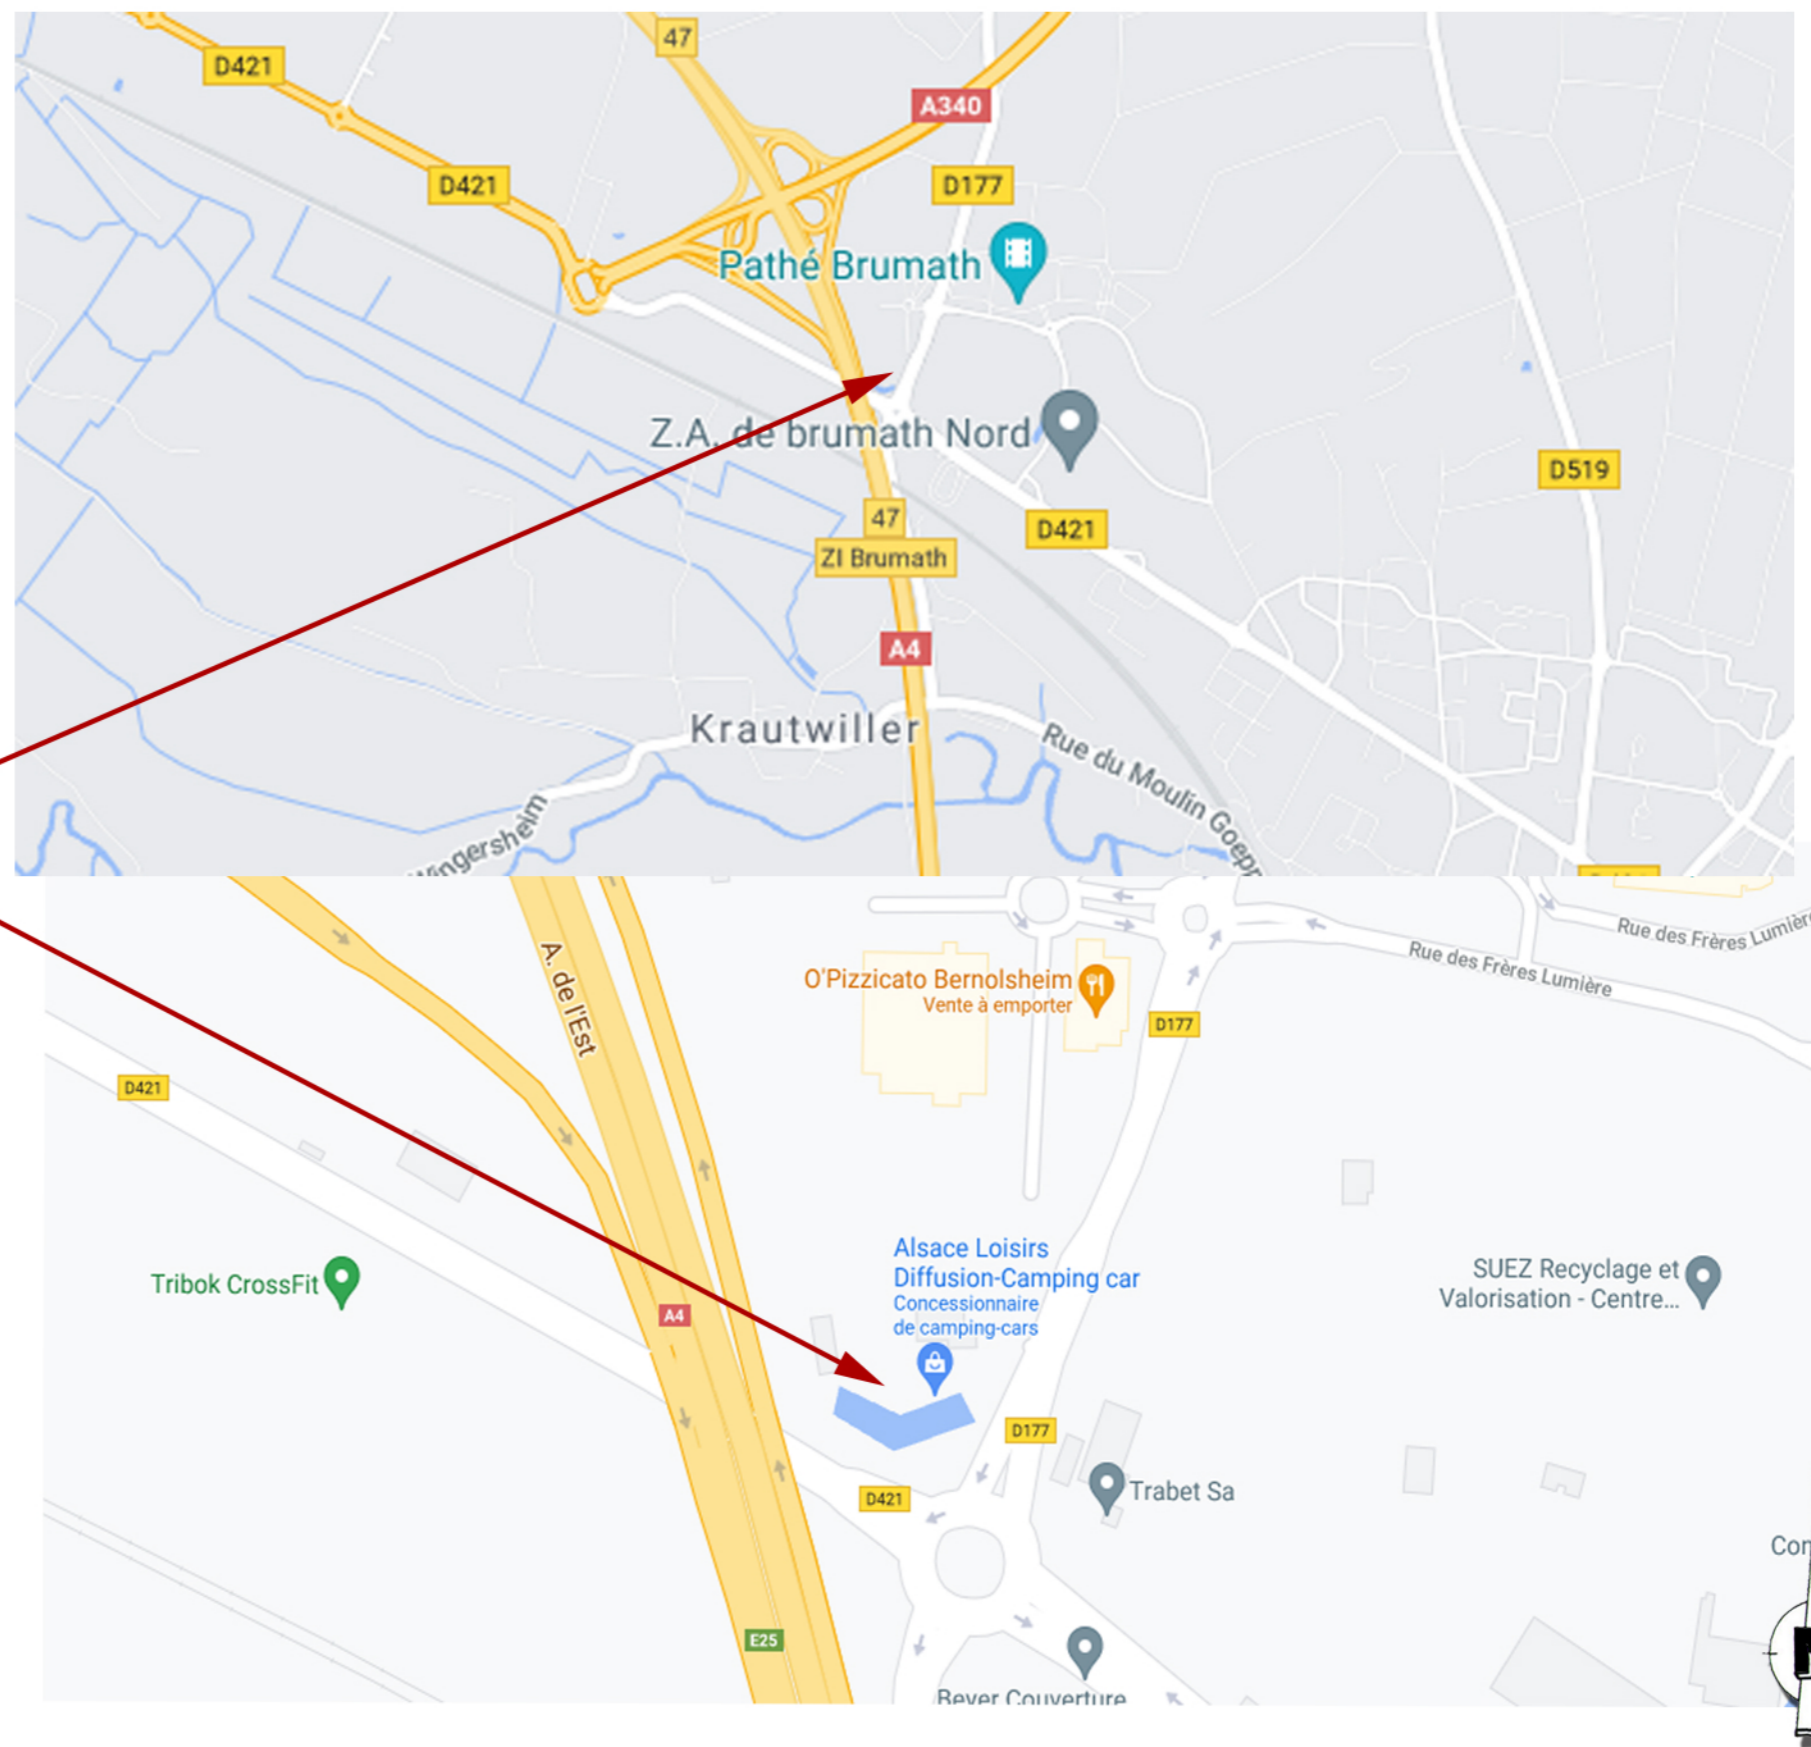 47
D421
A340
D421
D177
Pathé Brumath
Z.A. de brumath Nord
D519
47
D421
ZI Brumath
A4
Krautwiller
Rue du Moulin Goepp
Wingersheim
A. de l'Est
O'Pizzicato Bernolsheim
Vente à emporter
Rue des Frères Lumière
Rue des Frères Lumière
D177
D421
Alsace Loisirs
Diffusion-Camping car
Concessionnaire
de camping-cars
Tribok CrossFit
SUEZ Recyclage et
Valorisation - Centre...
A4
D177
Trabet Sa
D421
Con
E25
Beyer Couverture